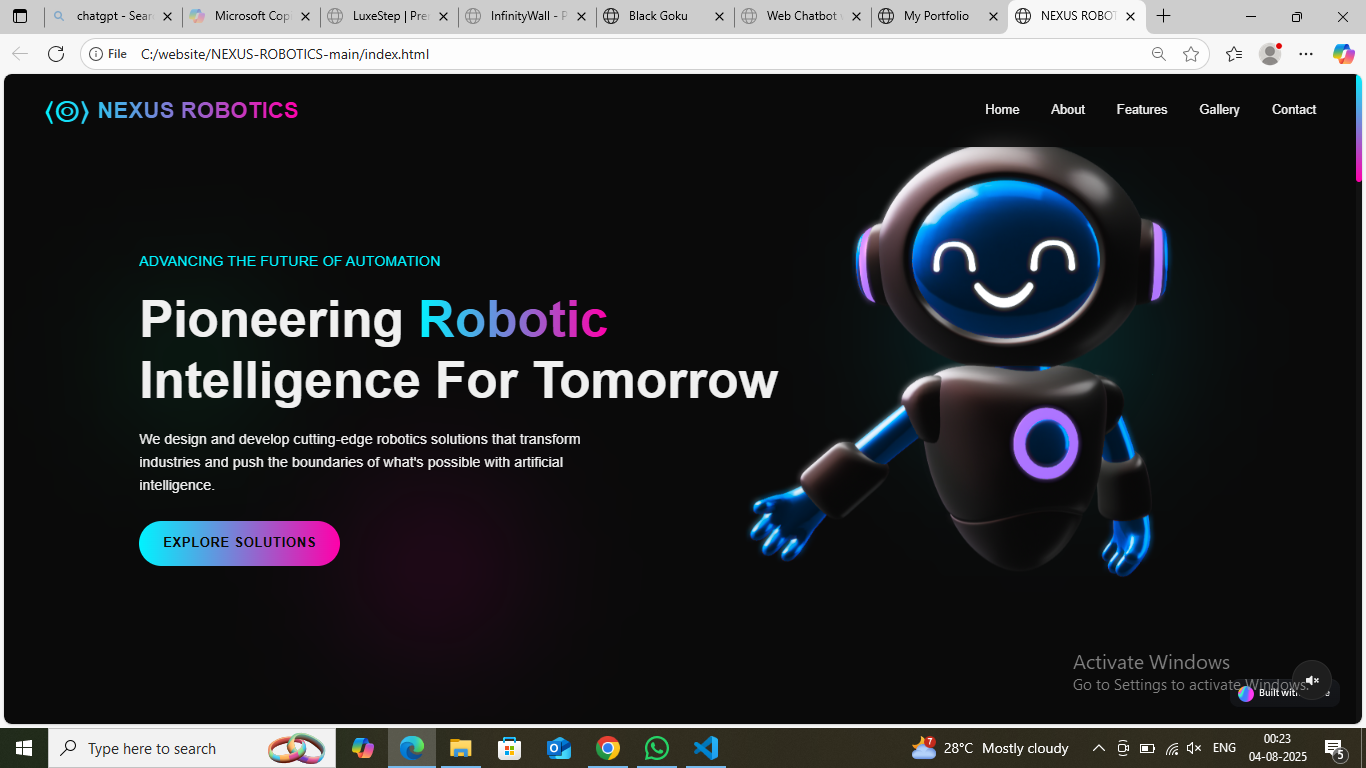 chatgpt - Sear
Microsoft Cop
LuxeStep | Prer
InfinityWall - P
Black Goku
Web Chatbot
My Portfolio
NEXUS ROBOT
File
C:/website/NEXUS-ROBOTICS-main/index.html
NEXUS ROBOTICS
Home
About
Features
Gallery
Contact
ADVANCING THE FUTURE OF AUTOMATION
Pioneering Robotic
Intelligence For Tomorrow
We design and develop cutting-edge robotics solutions that transform
industries and push the boundaries of what's possible with artificial
intelligence.
EXPLORE SOLUTIONS
Activate Windows
Go to Settings to activate Windows.
Built with
Type here to search
7
28°C Mostly cloudy
ENG
00:23
04-08-2025
5